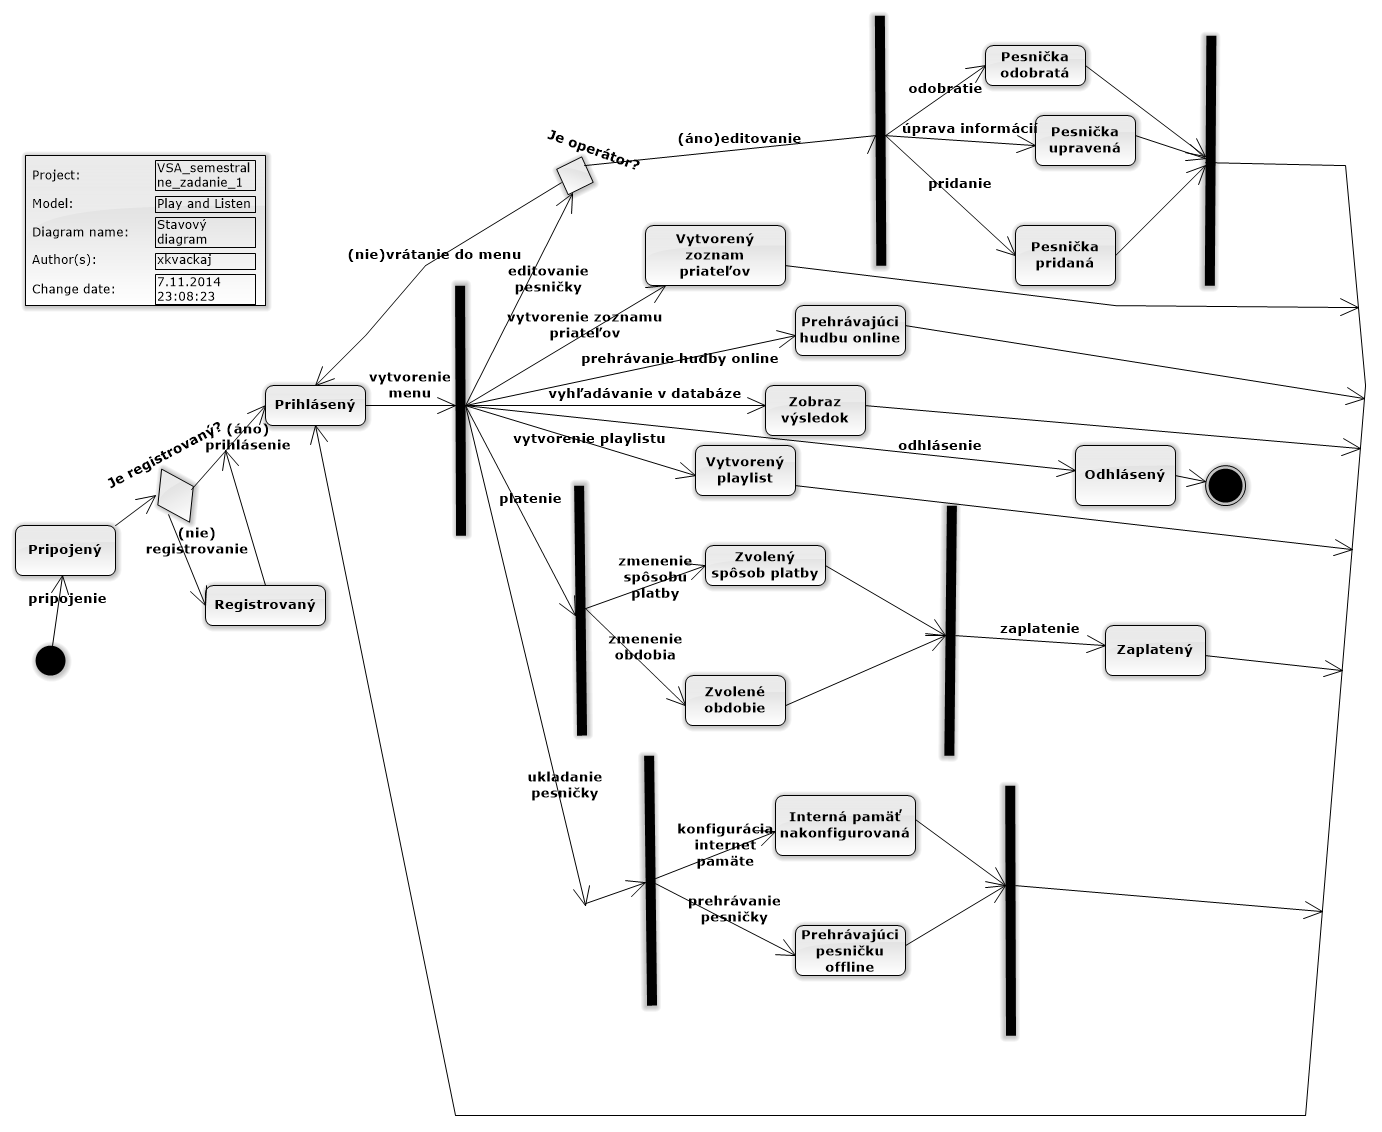 Project:
VSA_semestral
ne_zadanie_1
Model:
Play and Listen
Diagram name:
Stavový
diagram
Author(s):
xkvackaj
Change date:
7.11.2014
23:08:23
Je operátor?
(áno)editovanie
odobratie
Pesnička
odobratá
úprava informácií
Pesnička
upravená
pridanie
Pesnička
pridaná
(nie)vrátanie do menu
editovanie
pesničky
Vytvorený
zoznam
priateľov
vytvorenie zoznamu
priateľov
Prehrávajúci
hudbu online
prehrávanie hudby online
vytvorenie
menu
Prihlásený
vyhľadávanie v databáze
Zobraz
výsledok
Je registrovaný?
(áno)
prihlásenie
vytvorenie playlistu
Vytvorený
playlist
odhlásenie
Odhlásený
platenie
(nie)
registrovanie
Pripojený
pripojenie
Registrovaný
zmenenie
spôsobu
platby
Zvolený
spôsob platby
zmenenie
obdobia
Zvolené
obdobie
zaplatenie
Zaplatený
ukladanie
pesničky
konfigurácia
internet
pamäte
Interná pamäť
nakonfigurovaná
prehrávanie
pesničky
Prehrávajúci
pesničku
offline